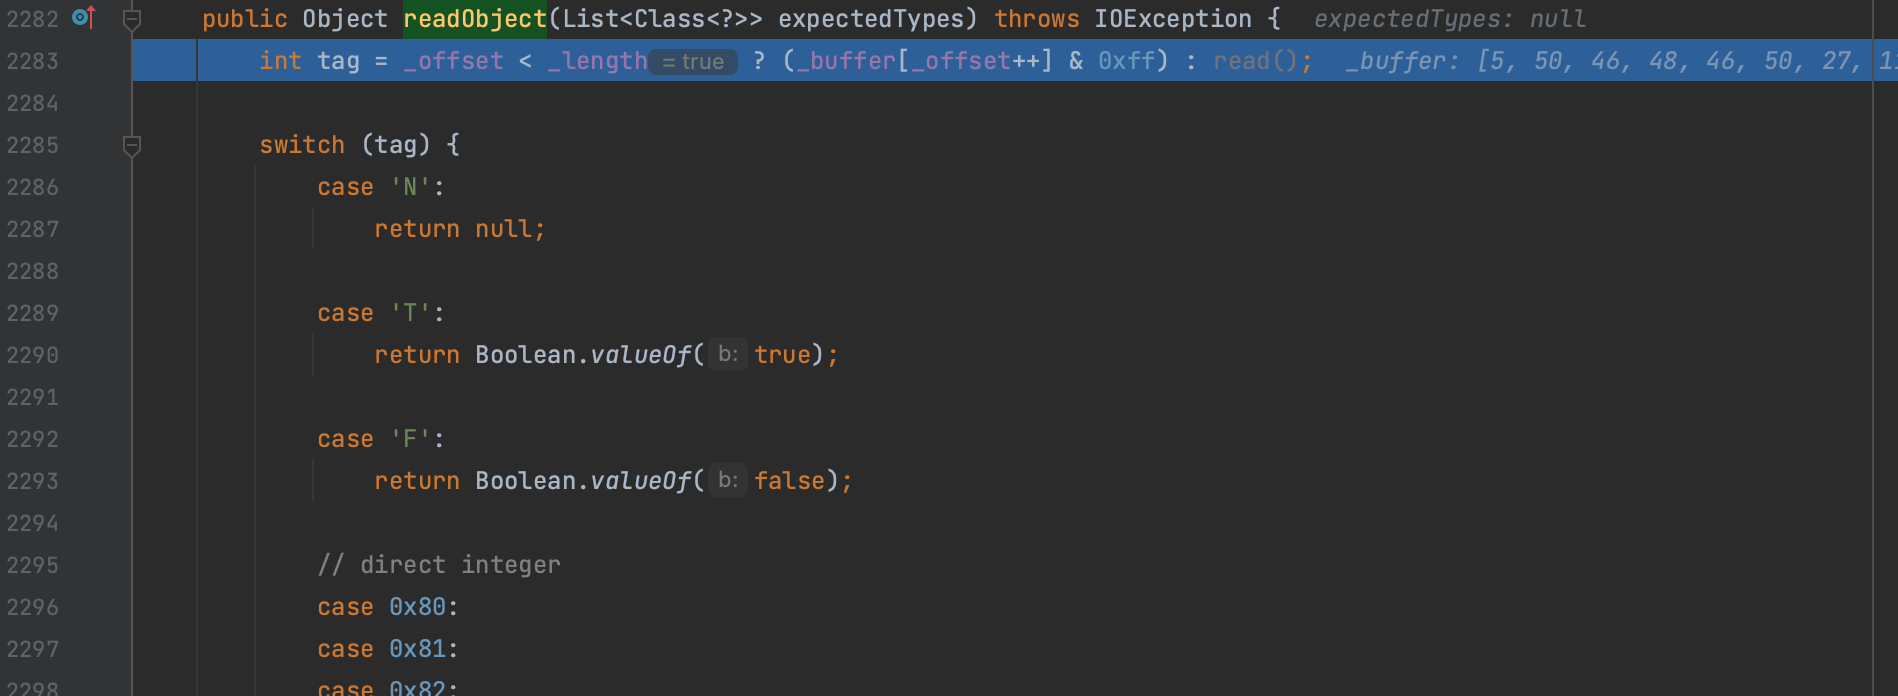 2282 public Object readObject(List<Class<?>> expectedTypes) throws IOException { expectedTypes: null
2283 int tag = _offset < _length = true ? (_buffer[_offset++] & 0xff) : read(); _buffer: [5, 50, 46, 48, 46, 50, 27, 1
2284
2285 switch (tag) {
2286 case 'N':
2287 return null;
2288
2289 case 'T':
2290 return Boolean.valueOf( b: true);
2291
2292 case 'F':
2293 return Boolean.valueOf( b: false);
2294
2295 // direct integer
2296 case 0x80:
2297 case 0x81:
2298 case 0x82: